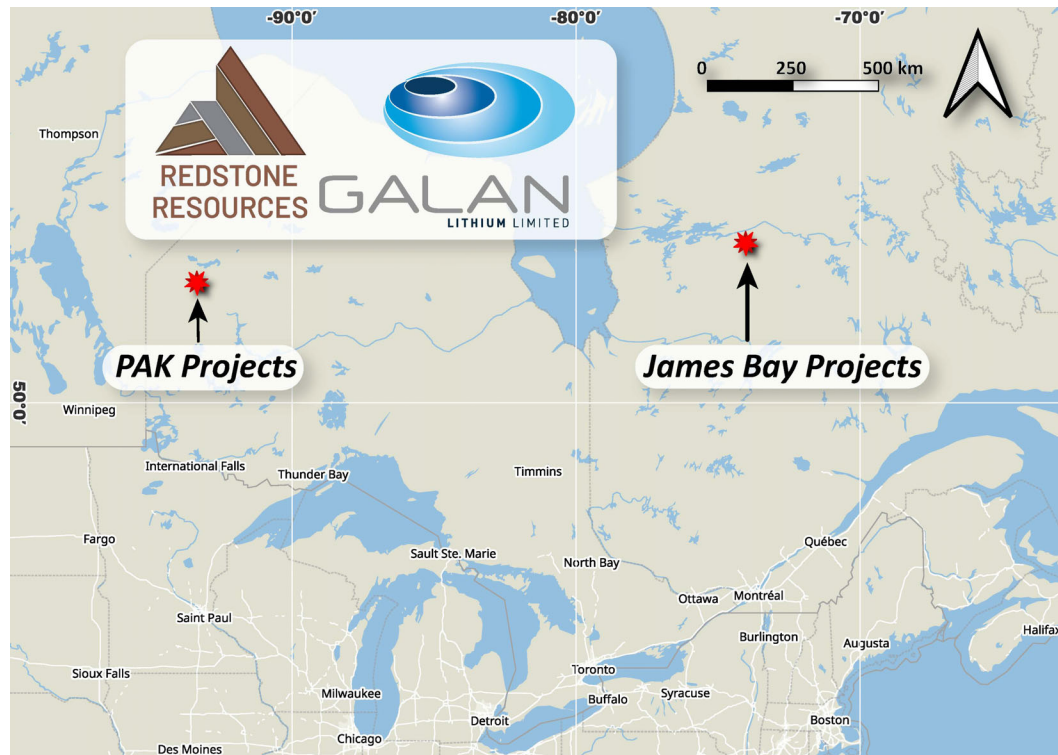 -90°0'
-80°0'
-70°0'
0 250 500 km
Thompson
REDSTONE
RESOURCES
GALAN
LITHIUM LIMITED
PAK Projects
James Bay Projects
50°0'
Winnipeg
International Falls
Thunder Bay
Timmins
Fargo
Sault Ste. Marie
North Bay
Québec
Ottawa
Montréal
Saint Paul
Burlington
Augusta
Halifax
Sioux Falls
Toronto
Milwaukee
Buffalo
Syracuse
Detroit
Boston
Chicago
Des Moines